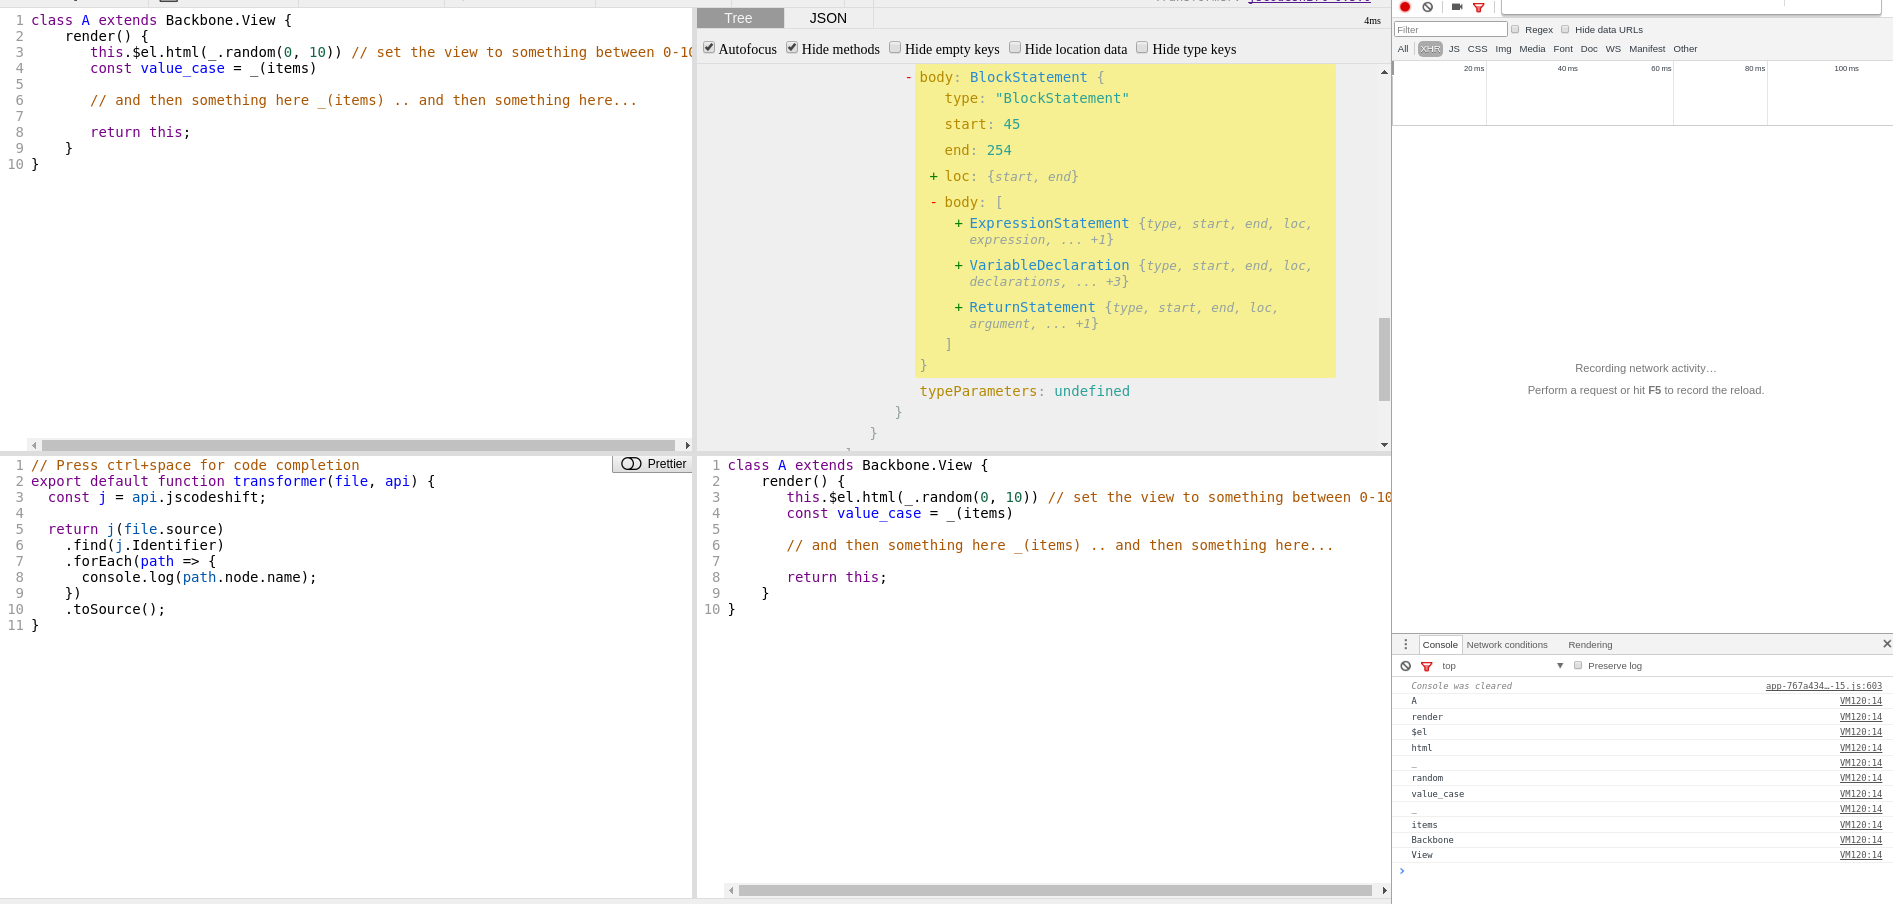 1 class A extends Backbone.View {
2 render() {
3 this.$el.html(_.random(0, 10)) // set the view to something between 0-10
4 const value_case = _(items)
5
6 // and then something here _(items) .. and then something here...
7
8 return this;
9 }
10 }
Tree JSON
4ms
Autofocus Hide methods Hide empty keys Hide location data Hide type keys
- body: BlockStatement {
type: "BlockStatement"
start: 45
end: 254
+ loc: {start, end}
- body: [
+ ExpressionStatement {type, start, end, loc,
expression, ... +1}
+ VariableDeclaration {type, start, end, loc,
declarations, ... +3}
+ ReturnStatement {type, start, end, loc,
argument, ... +1}
]
}
typeParameters: undefined
}
}
Prettier
1 // Press ctrl+space for code completion
2 export default function transformer(file, api) {
3 const j = api.jscodeshift;
4
5 return j(file.source)
6 .find(j.Identifier)
7 .forEach(path => {
8 console.log(path.node.name);
9 })
10 .toSource();
11 }
1 class A extends Backbone.View {
2 render() {
3 this.$el.html(_.random(0, 10)) // set the view to something between 0-10
4 const value_case = _(items)
5
6 // and then something here _(items) .. and then something here...
7
8 return this;
9 }
10 }
Filter Regex Hide data URLs
All XHR JS CSS Img Media Font Doc WS Manifest Other
20 ms 40 ms 60 ms 80 ms 100 ms
Recording network activity…
Perform a request or hit F5 to record the reload.
Console Network conditions Rendering
top Preserve log
Console was cleared app-767a434…-15.js:603
A VM120:14
render VM120:14
$el VM120:14
html VM120:14
_ VM120:14
random VM120:14
value_case VM120:14
_ VM120:14
items VM120:14
Backbone VM120:14
View VM120:14